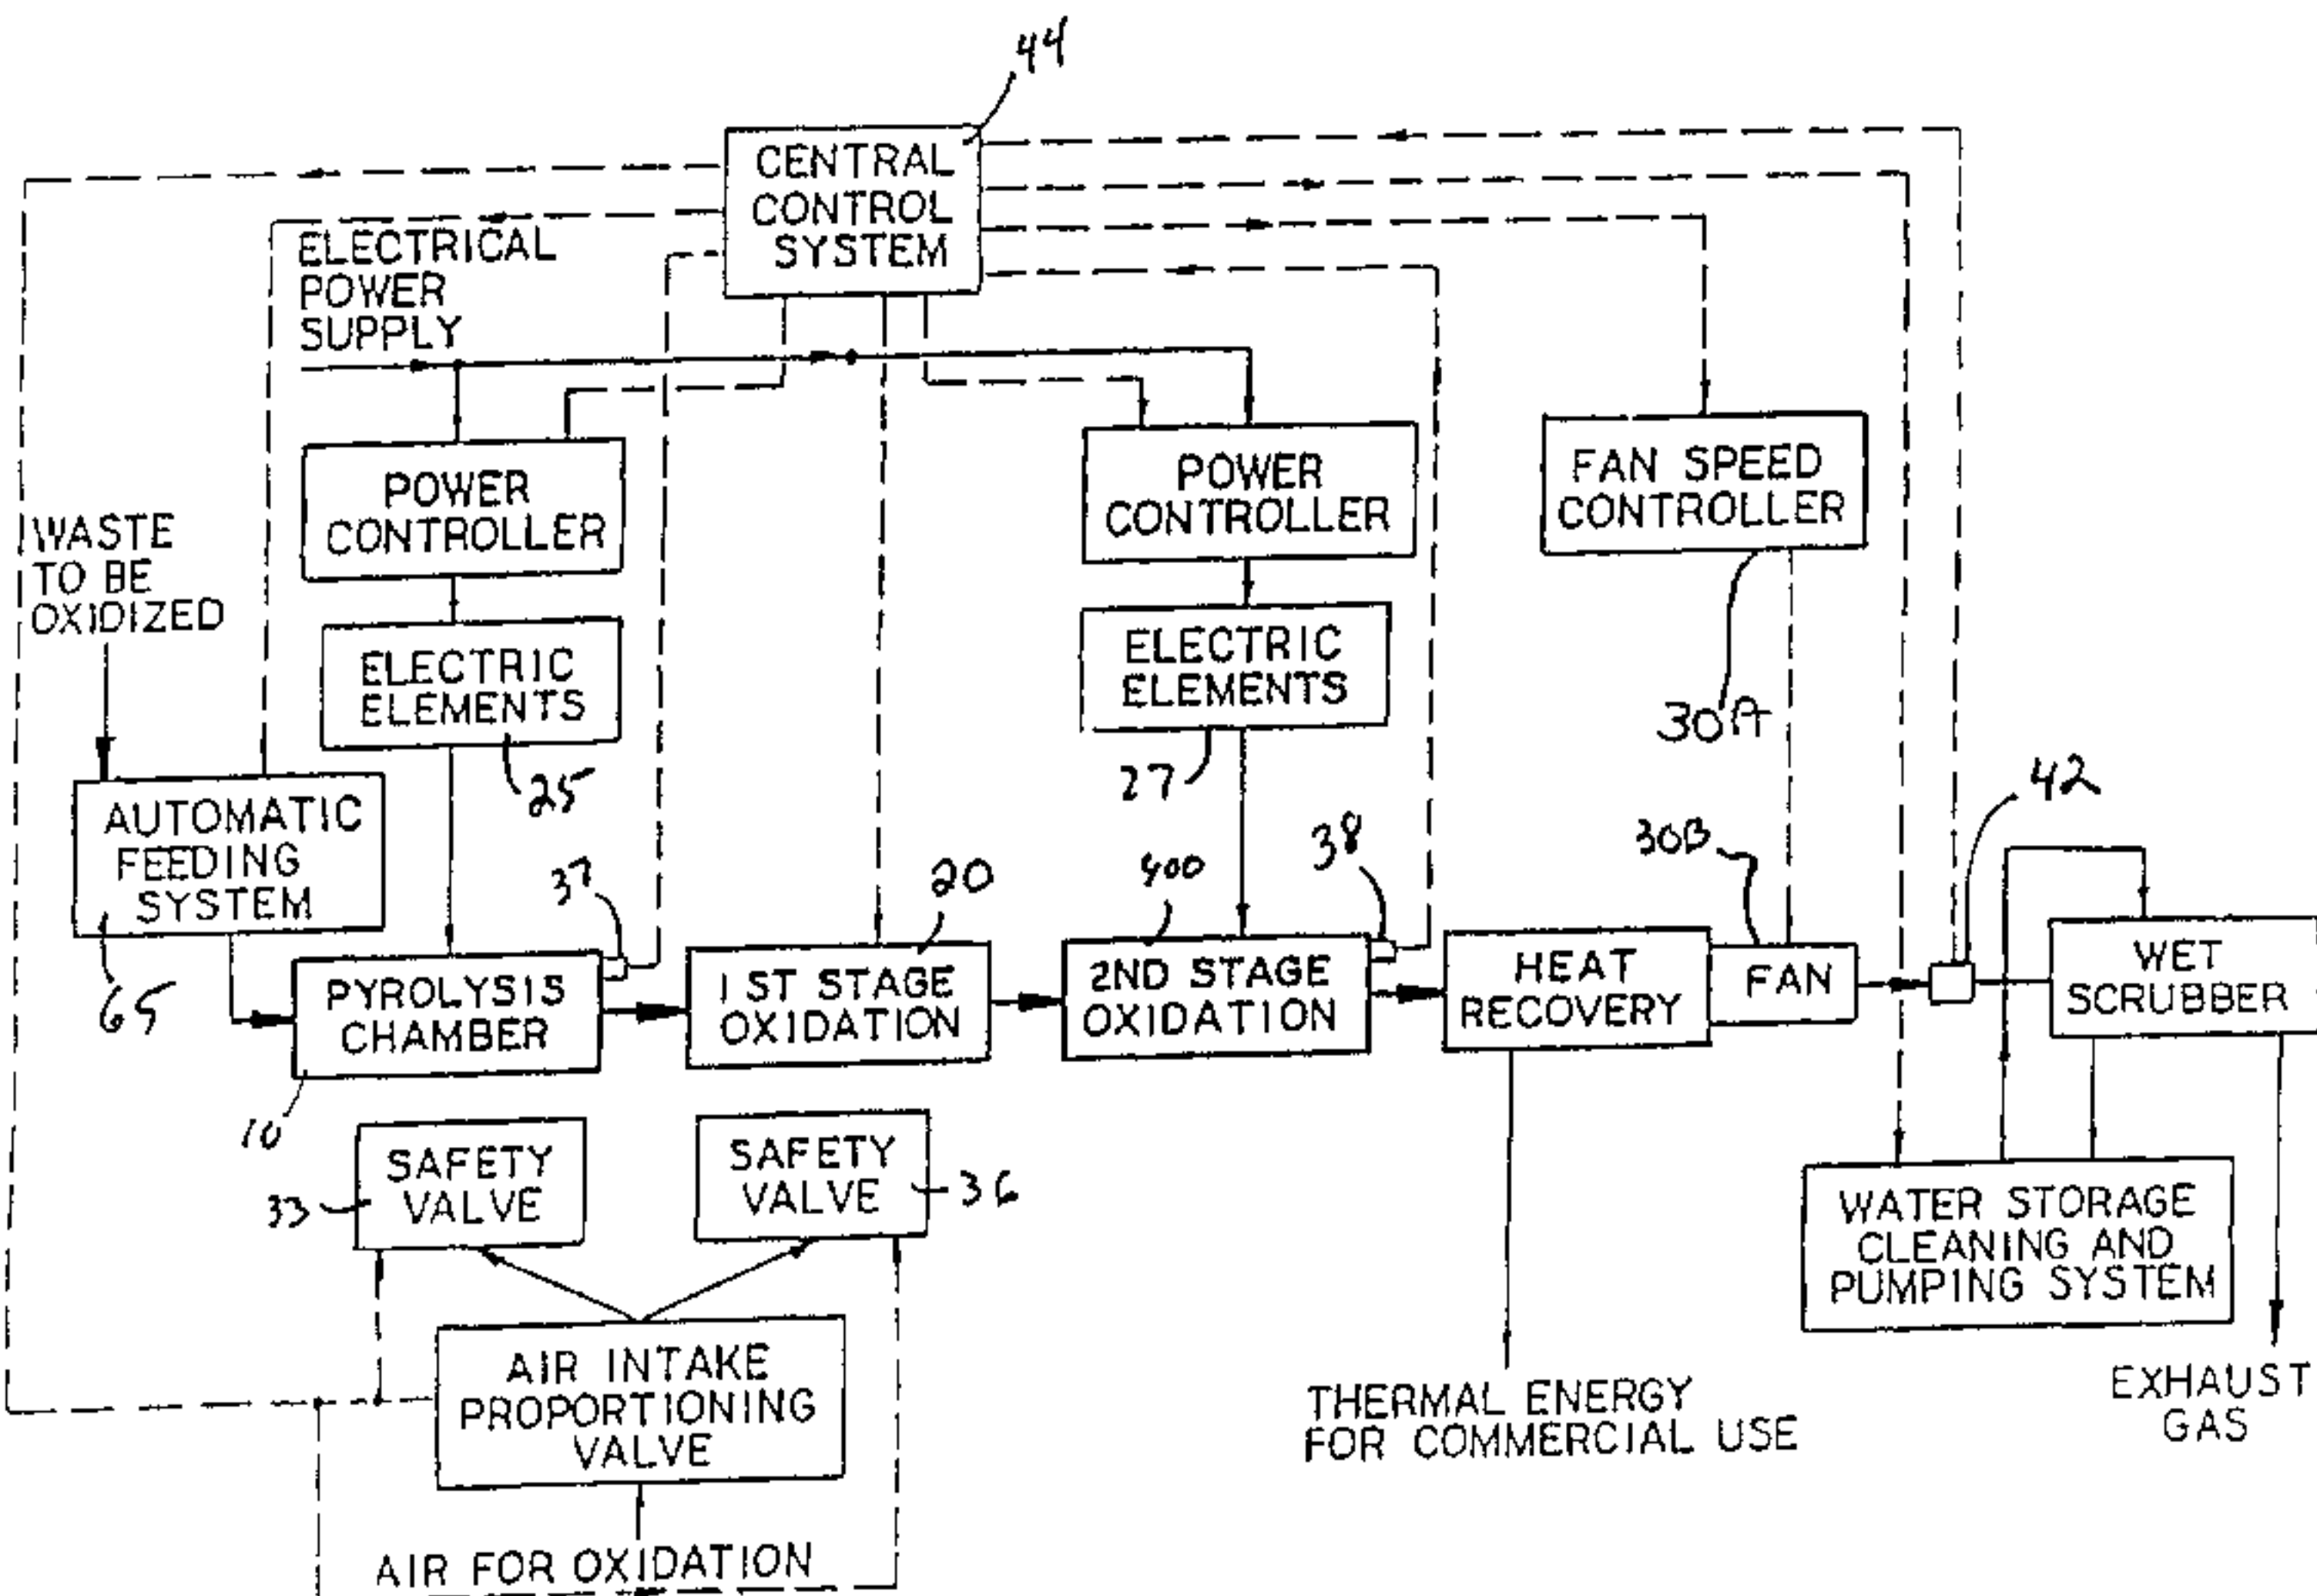 44
CENTRAL
CONTROL
SYSTEM
ELECTRICAL
POWER
SUPPLY
POWER
CONTROLLER
POWER
CONTROLLER
FAN SPEED
CONTROLLER
WASTE
TO BE
OXIDIZED
ELECTRIC
ELEMENTS
25
ELECTRIC
ELEMENTS
27
30A
AUTOMATIC
FEEDING
SYSTEM
65
37
20
400
38
30B
42
PYROLYSIS
CHAMBER
10
1 ST STAGE
OXIDATION
2ND STAGE
OXIDATION
HEAT
RECOVERY
FAN
WET
SCRUBBER
SAFETY
VALVE
33
SAFETY
VALVE
36
WATER STORAGE
CLEANING AND
PUMPING SYSTEM
AIR INTAKE
PROPORTIONING
VALVE
THERMAL ENERGY
FOR COMMERCIAL USE
EXHAUST
GAS
AIR FOR OXIDATION